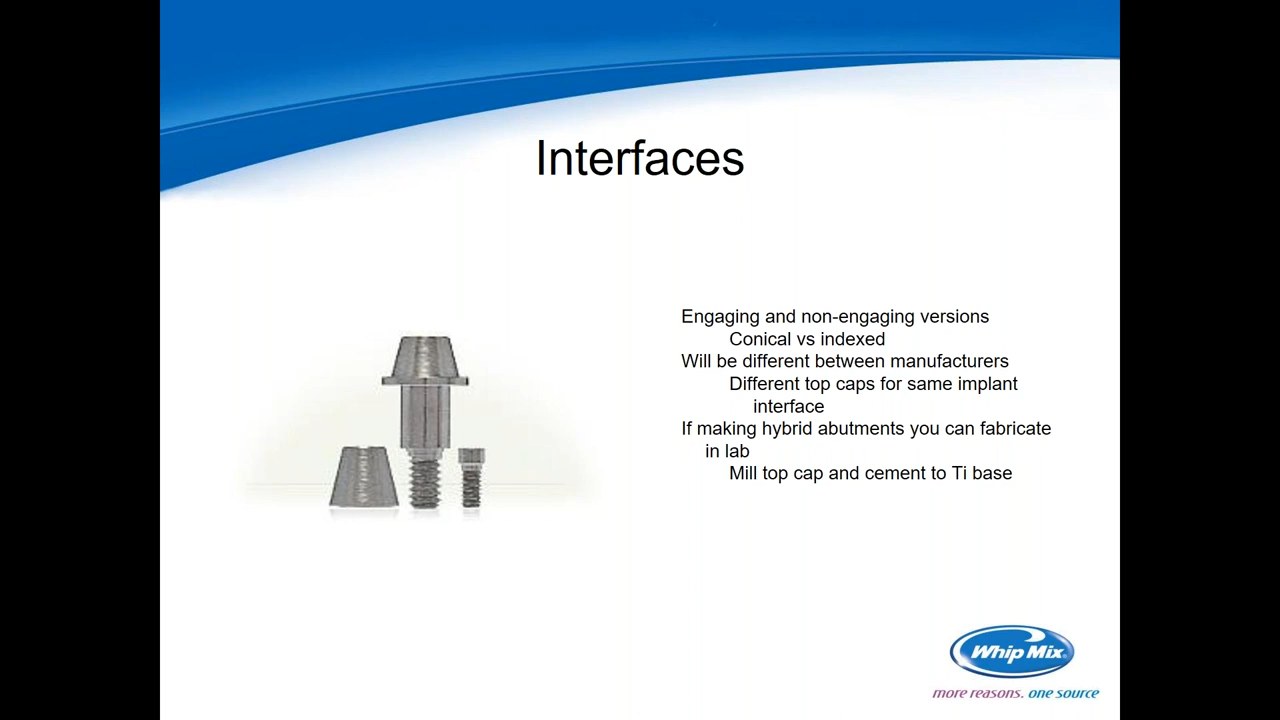 Interfaces
Engaging and non-engaging versions
Conical vs indexed
Will be different between manufacturers
Different top caps for same implant
interface
If making hybrid abutments you can fabricate
in lab
Mill top cap and cement to Ti base
Whip Mix
more reasons. one source